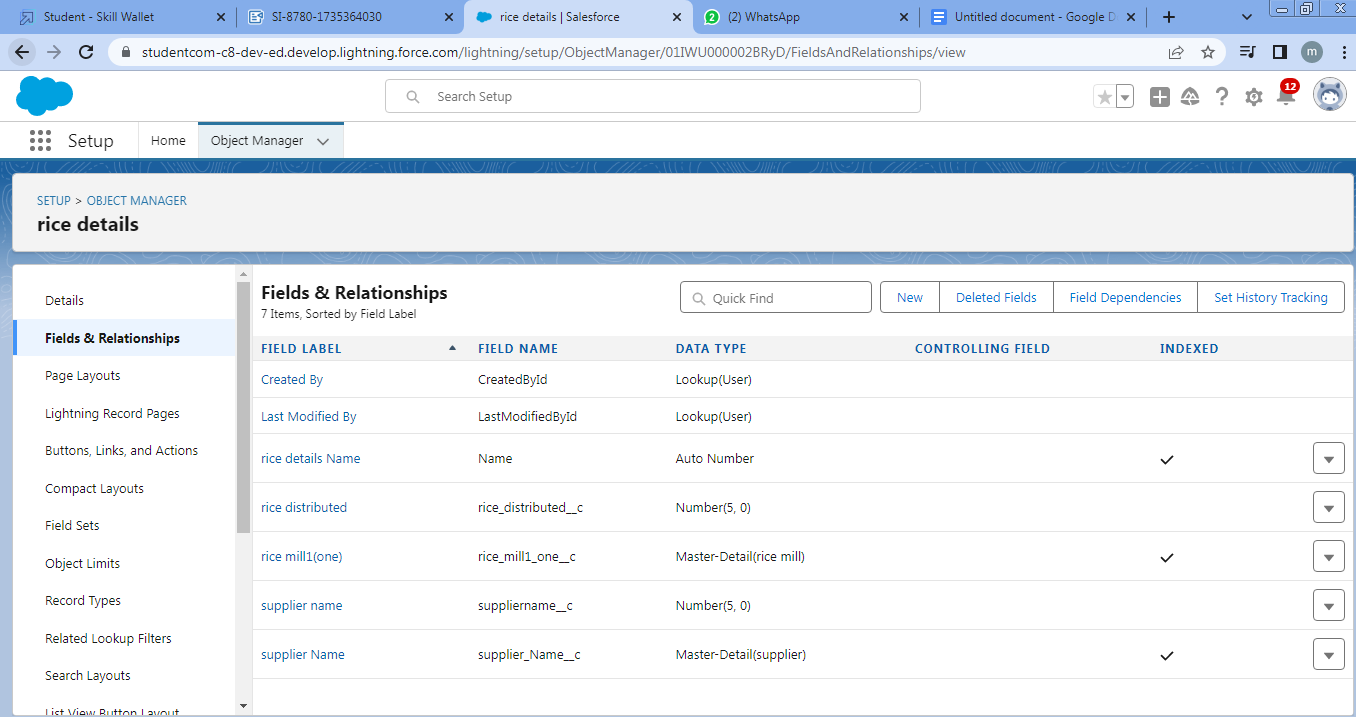 Student - Skill Wallet
SI-8780-1735364030
rice details | Salesforce
2
(2) WhatsApp
Untitled document - Google D
studentcom-c8-dev-ed.develop.lightning.force.com/lightning/setup/ObjectManager/01IWU000002BRyD/FieldsAndRelationships/view
m
Search Setup
12
Setup
Home
Object Manager
SETUP > OBJECT MANAGER
rice details
Details
Fields & Relationships
Page Layouts
Lightning Record Pages
Buttons, Links, and Actions
Compact Layouts
Field Sets
Object Limits
Record Types
Related Lookup Filters
Search Layouts
List View Button Layout
Fields & Relationships
7 Items, Sorted by Field Label
Quick Find
New
Deleted Fields
Field Dependencies
Set History Tracking
FIELD LABEL FIELD NAME DATA TYPE CONTROLLING FIELD INDEXED
Created By CreatedById Lookup(User)
Last Modified By LastModifiedById Lookup(User)
rice details Name Name Auto Number
rice distributed rice_distributed__c Number(5, 0)
rice mill1(one) rice_mill1_one__c Master-Detail(rice mill)
supplier name suppliername__c Number(5, 0)
supplier Name supplier_Name__c Master-Detail(supplier)